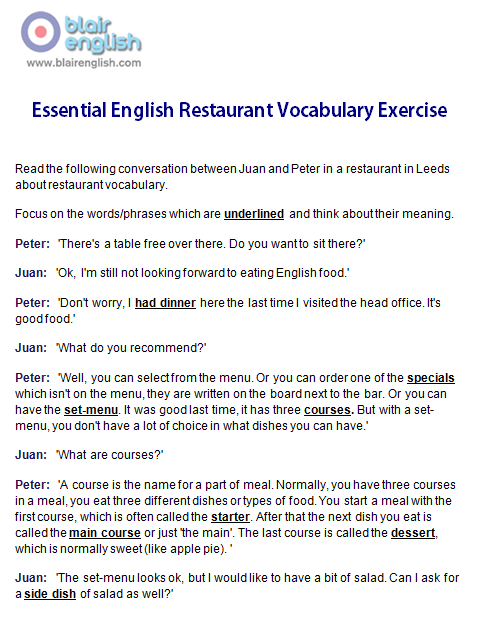 blair
english
www.blairenglish.com
Essential English Restaurant Vocabulary Exercise
Read the following conversation between Juan and Peter in a restaurant in Leeds
about restaurant vocabulary.
Focus on the words/phrases which are underlined and think about their meaning.
Peter: 'There's a table free over there. Do you want to sit there?'
Juan: 'Ok, I'm still not looking forward to eating English food.'
Peter: 'Don't worry, I had dinner here the last time I visited the head office. It's
good food.'
Juan: 'What do you recommend?'
Peter: 'Well, you can select from the menu. Or you can order one of the specials
which isn't on the menu, they are written on the board next to the bar. Or you can
have the set-menu. It was good last time, it has three courses. But with a set-
menu, you don't have a lot of choice in what dishes you can have.'
Juan: 'What are courses?'
Peter: 'A course is the name for a part of meal. Normally, you have three courses
in a meal, you eat three different dishes or types of food. You start a meal with the
first course, which is often called the starter. After that the next dish you eat is
called the main course or just 'the main'. The last course is called the dessert,
which is normally sweet (like apple pie). '
Juan: 'The set-menu looks ok, but I would like to have a bit of salad. Can I ask for
a side dish of salad as well?'